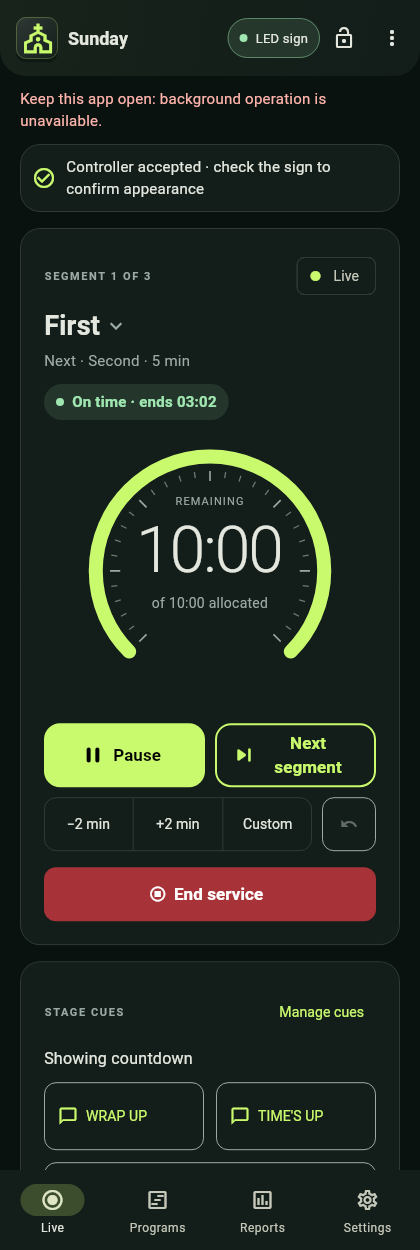 Sunday
LED sign
Keep this app open: background operation is
unavailable.
Controller accepted · check the sign to
confirm appearance
SEGMENT 1 OF 3
Live
First
Next · Second · 5 min
On time · ends 03:02
REMAINING
10:00
of 10:00 allocated
Pause
Next
segment
−2 min
+2 min
Custom
End service
STAGE CUES
Manage cues
Showing countdown
WRAP UP
TIME'S UP
Live
Programs
Reports
Settings